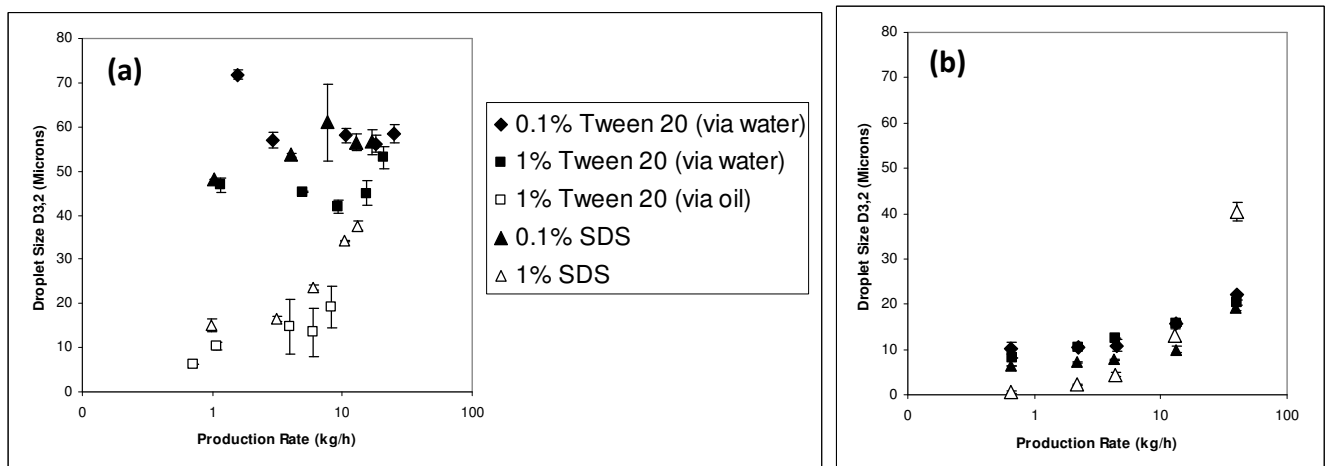 (a)
80
70
60
50
40
30
20
10
0
Droplet Size D3,2 (Microns)
0 1 10 100
Production Rate (kg/h)
0.1% Tween 20 (via water)
1% Tween 20 (via water)
1% Tween 20 (via oil)
0.1% SDS
1% SDS
(b)
80
70
60
50
40
30
20
10
0
Droplet Size D3,2 (Microns)
0 1 10 100
Production Rate (kg/h)